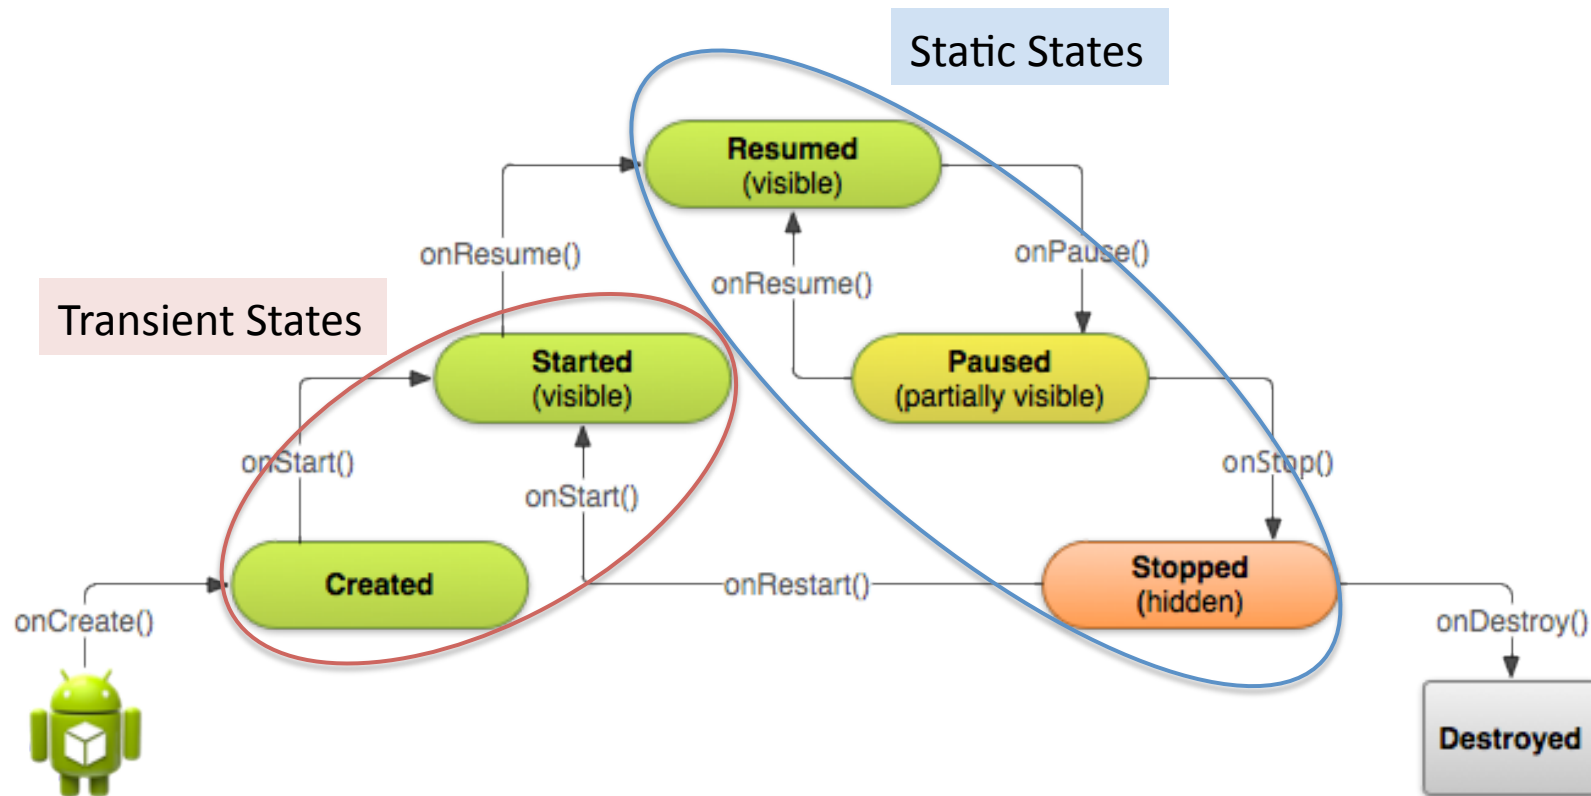 Static States
Resumed
(visible)
onResume()
onPause()
onResume()
Transient States
Started
(visible)
Paused
(partially visible)
onStart()
onStop()
onStart()
Created
onRestart()
Stopped
(hidden)
onCreate()
onDestroy()
Destroyed